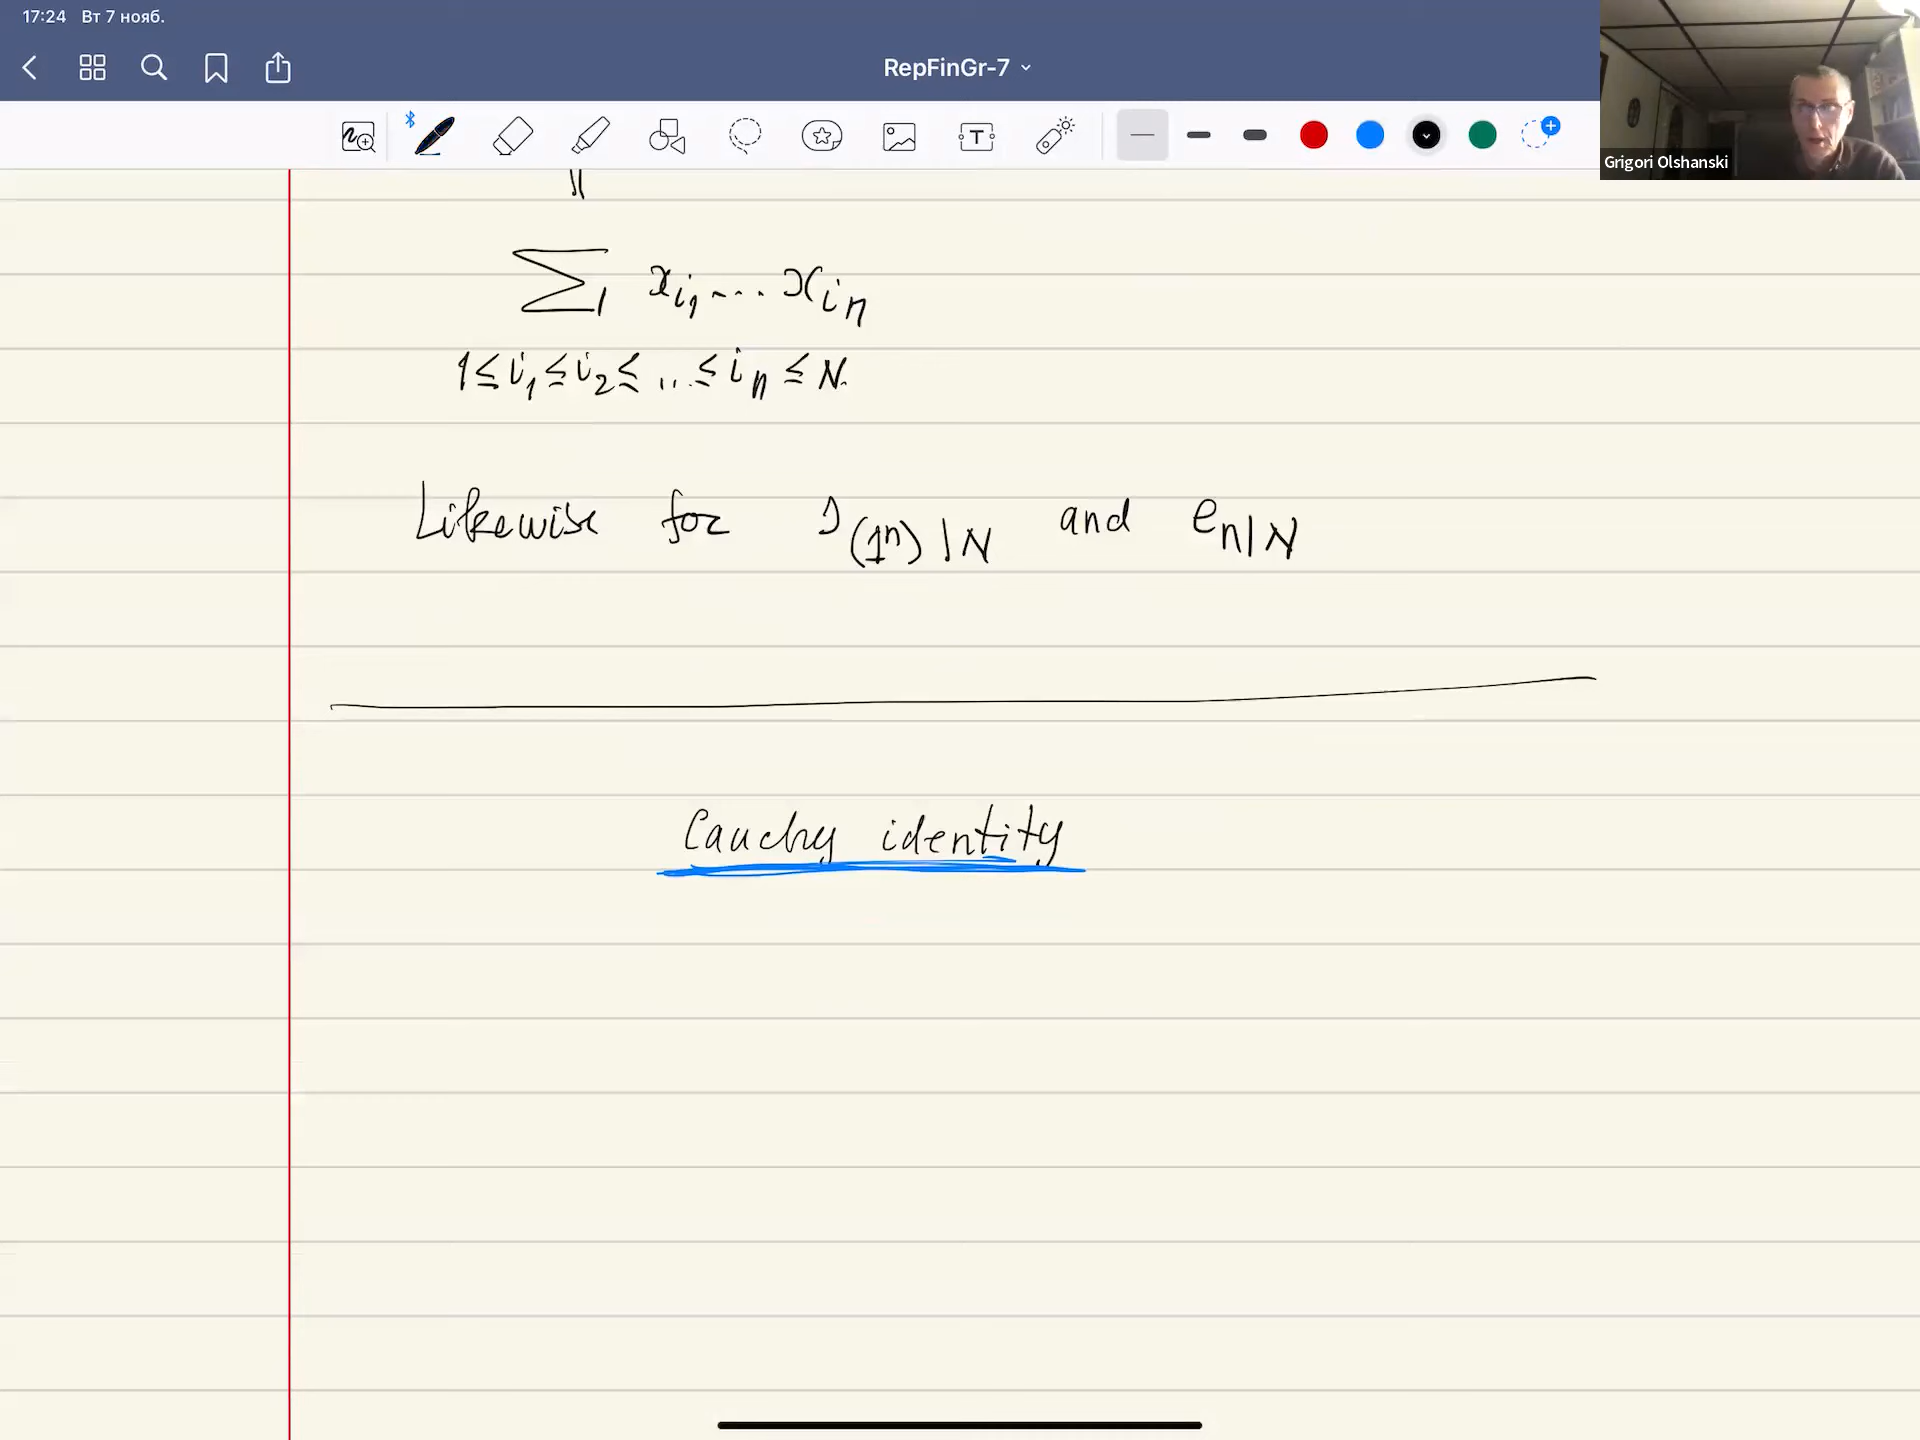 17:24 Вт 7 нояб.
RepFinGr-7
Grigori Olshanski
∑ x_{i_1} ... x_{i_n}
1 ≤ i_1 ≤ i_2 ≤ ... ≤ i_n ≤ N.
Likewise for s_{(1^n)|N} and e_{n|N}
Cauchy identity